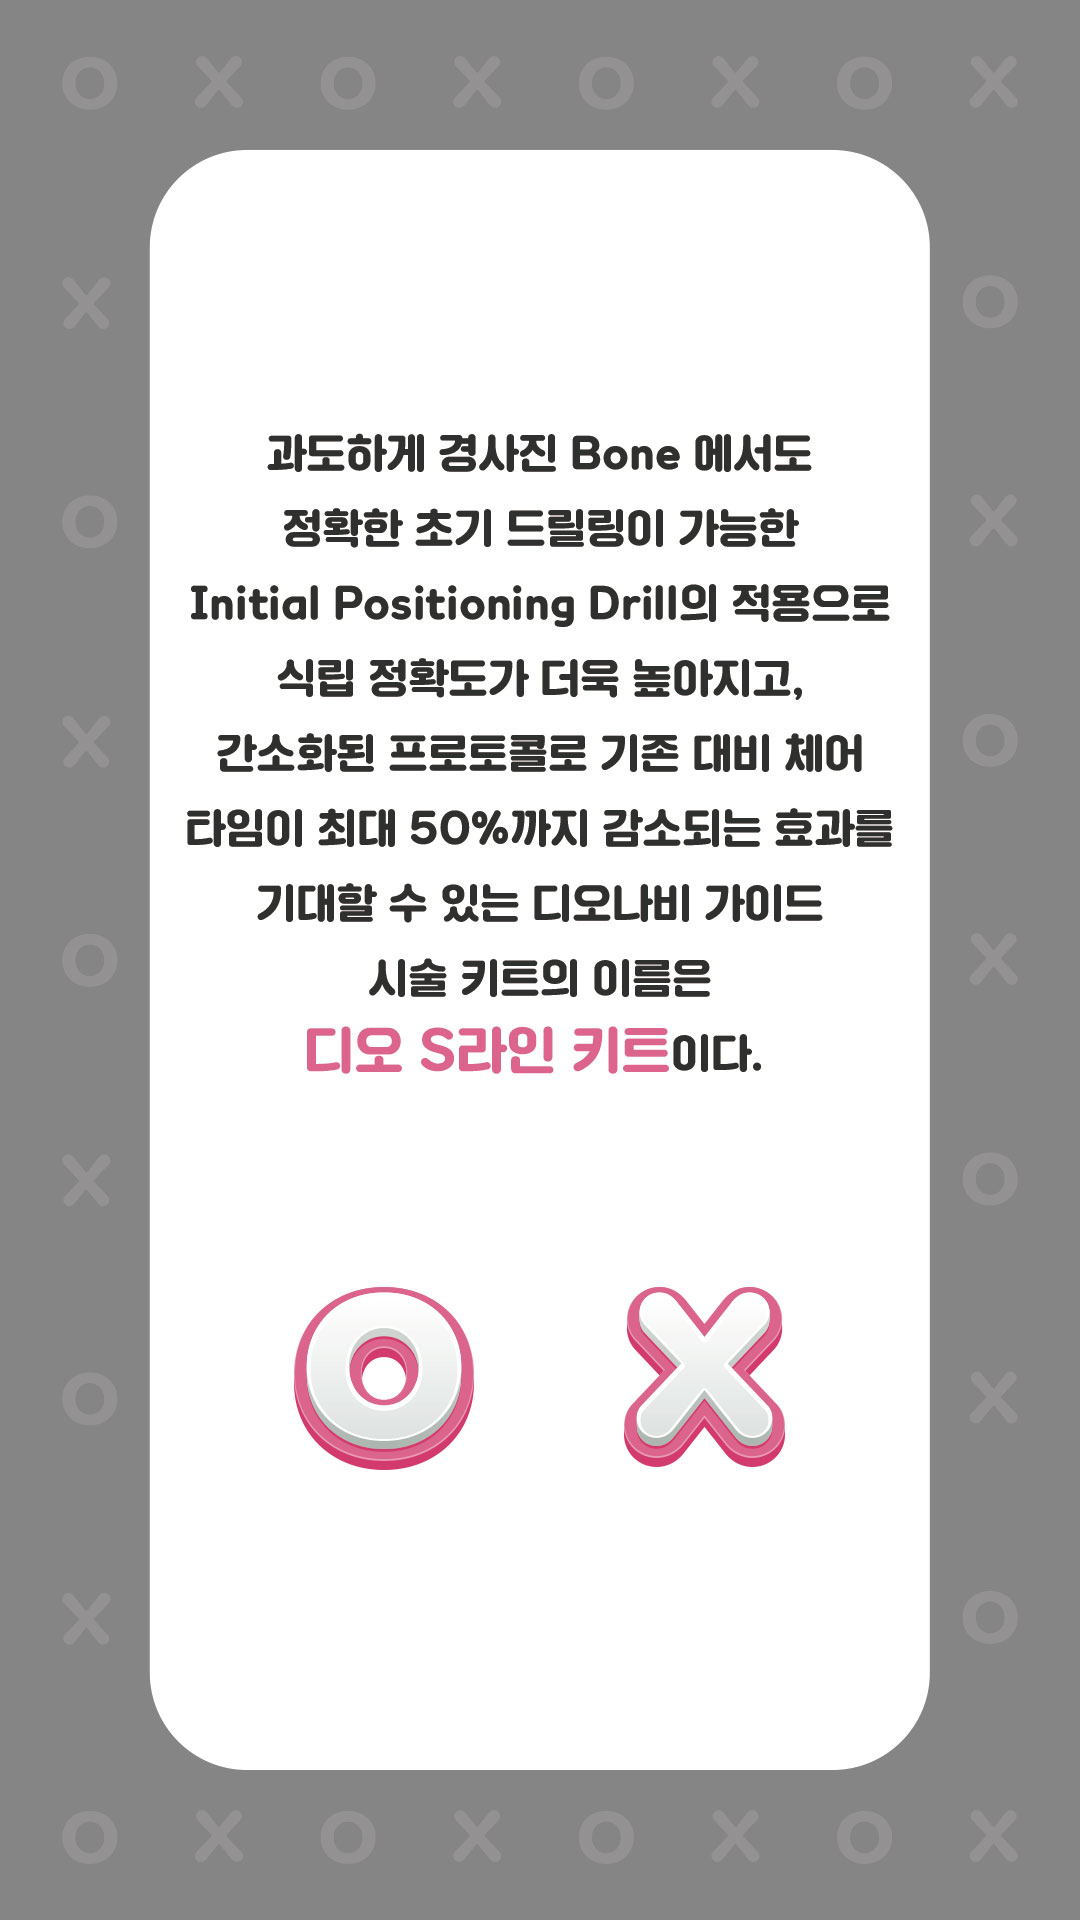 O X O X O X O X
과도하게 경사진 Bone 에서도
정확한 초기 드릴링이 가능한
Initial Positioning Drill의 적용으로
식립 정확도가 더욱 높아지고,
간소화된 프로토콜로 기존 대비 체어
타임이 최대 50%까지 감소되는 효과를
기대할 수 있는 디오나비 가이드
시술 키트의 이름은
디오 S라인 키트이다.
O X
X O
O X
X O
O X
X O
O X
X O
O X O X O X O X